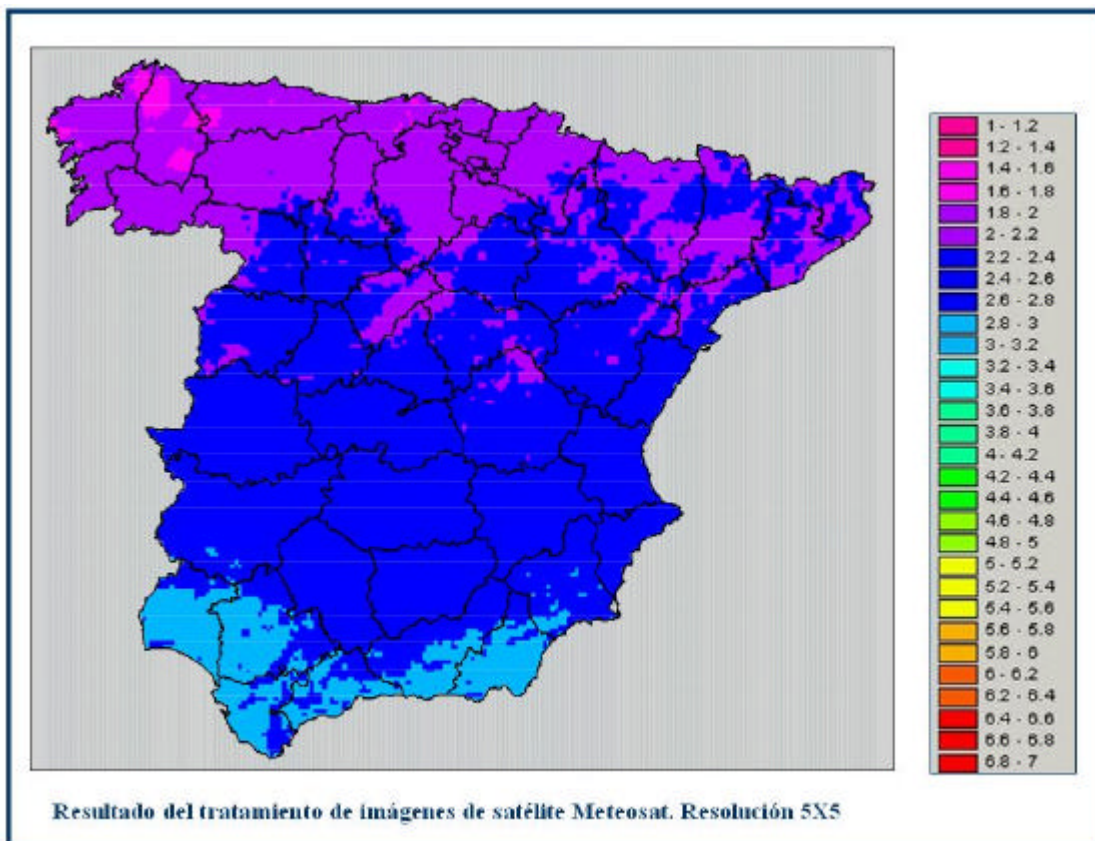 1 - 1.2
1.2 - 1.4
1.4 - 1.6
1.6 - 1.8
1.8 - 2
2 - 2.2
2.2 - 2.4
2.4 - 2.6
2.6 - 2.8
2.8 - 3
3 - 3.2
3.2 - 3.4
3.4 - 3.6
3.6 - 3.8
3.8 - 4
4 - 4.2
4.2 - 4.4
4.4 - 4.6
4.6 - 4.8
4.8 - 5
5 - 5.2
5.2 - 5.4
5.4 - 5.6
5.6 - 5.8
5.8 - 6
6 - 6.2
6.2 - 6.4
6.4 - 6.6
6.6 - 6.8
6.8 - 7
Resultado del tratamiento de imágenes de satélite Meteosat. Resolución 5X5